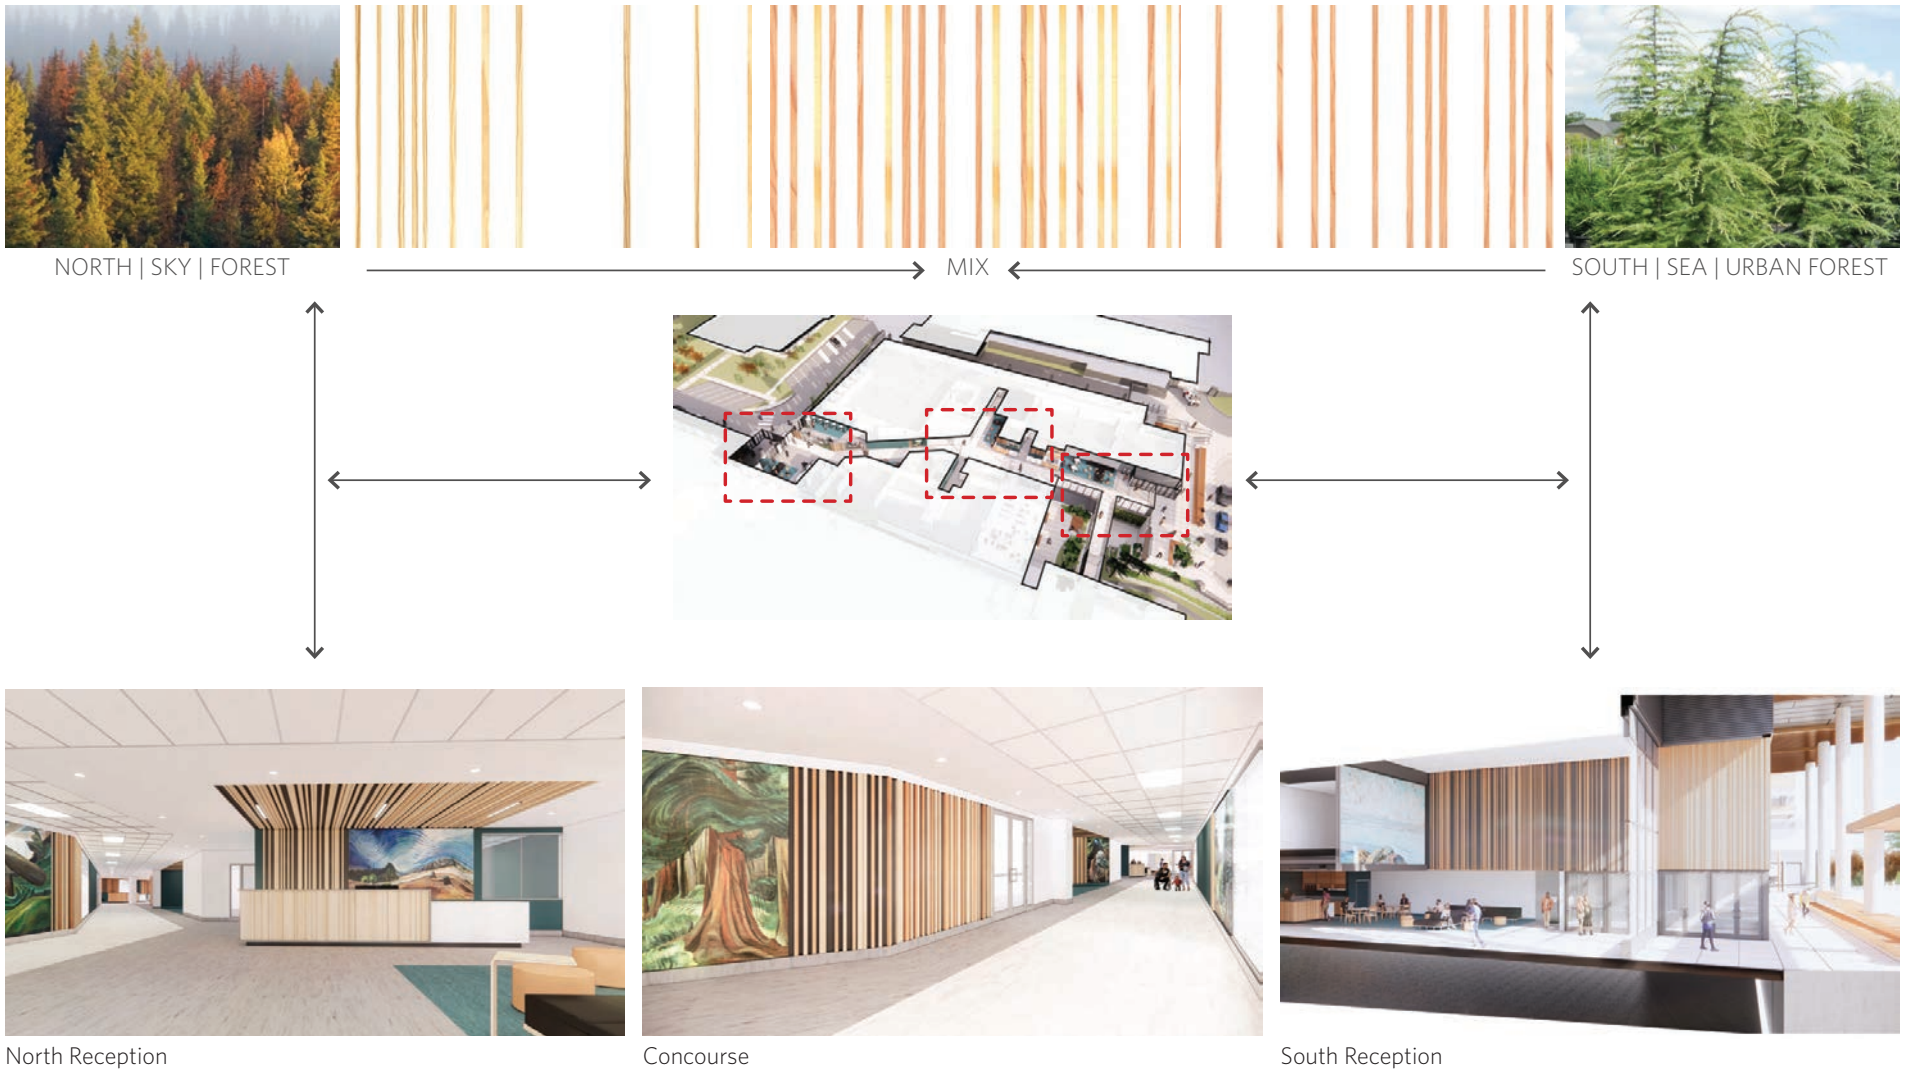 NORTH | SKY | FOREST
MIX
SOUTH | SEA | URBAN FOREST
North Reception
Concourse
South Reception